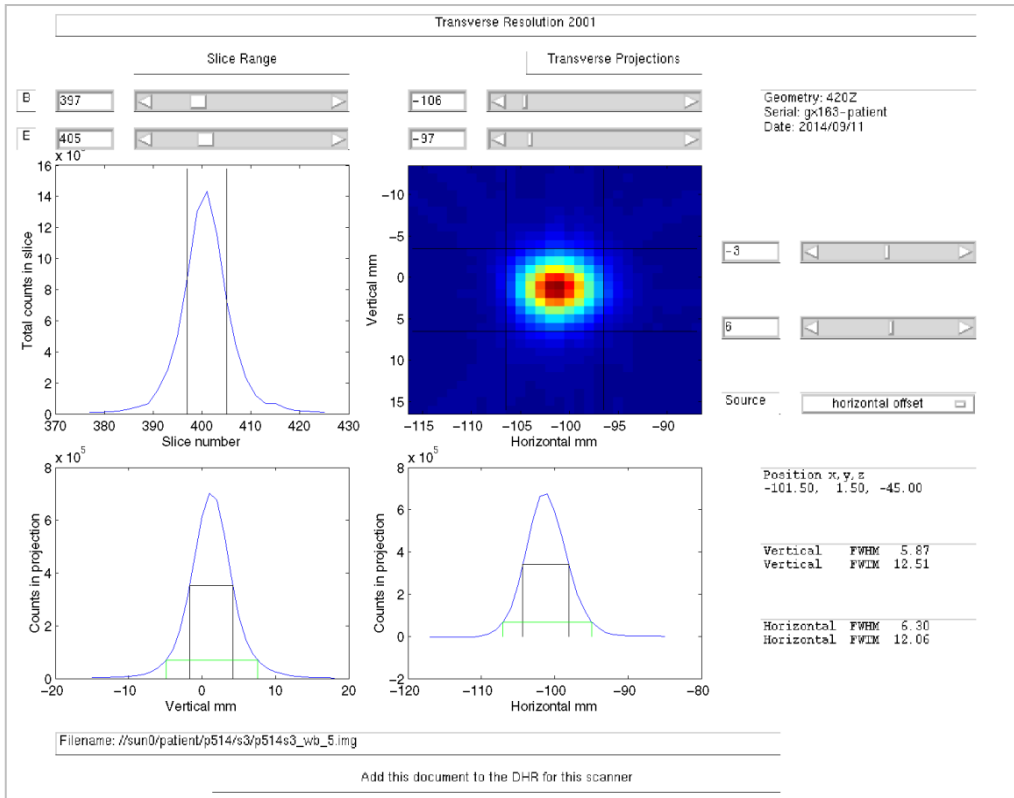 Transverse Resolution 2001
Slice Range
Transverse Projections
B 397
-106
E 405
-97
Geometry: 420Z
Serial: gx163-patient
Date: 2014/09/11
x 10
16
14
12
10
8
6
4
2
0
Total counts in slice
370 380 390 400 410 420 430
Slice number
-10
-5
0
5
10
15
Vertical mm
-115 -110 -105 -100 -95 -90
Horizontal mm
-3
6
Source horizontal offset
x 10^5
8
6
4
2
0
Counts in projection
-20 -10 0 10 20
Vertical mm
x 10^5
8
6
4
2
0
-2
Counts in projection
-120 -110 -100 -90 -80
Horizontal mm
Position x,y,z
-101.50, 1.50, -45.00
Vertical FWHM 5.87
Vertical FWTM 12.51
Horizontal FWHM 6.30
Horizontal FWTM 12.06
Filename: //sun0/patient/p514/s3/p514s3_wb_5.img
Add this document to the DHR for this scanner